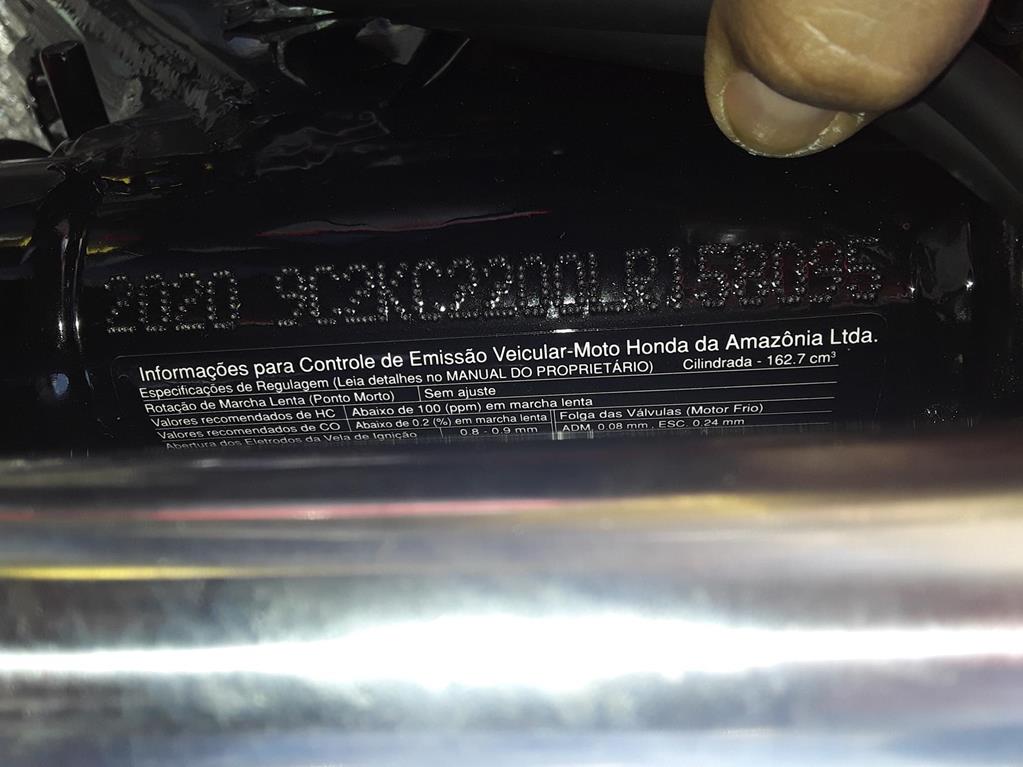 2020 9C2KC2200LR158095
Informações para Controle de Emissão Veicular-Moto Honda da Amazônia Ltda.
Especificações de Regulagem (Leia detalhes no MANUAL DO PROPRIETÁRIO) Cilindrada - 162.7 cm³
Rotação de Marcha Lenta (Ponto Morto) Sem ajuste
Valores recomendados de HC Abaixo de 100 (ppm) em marcha lenta
Valores recomendados de CO Abaixo de 0.2 (%) em marcha lenta Folga das Válvulas (Motor Frio)
Abertura dos Eletrodos da Vela de Ignição 0.8 - 0.9 mm ADM. 0.08 mm , ESC. 0.24 mm